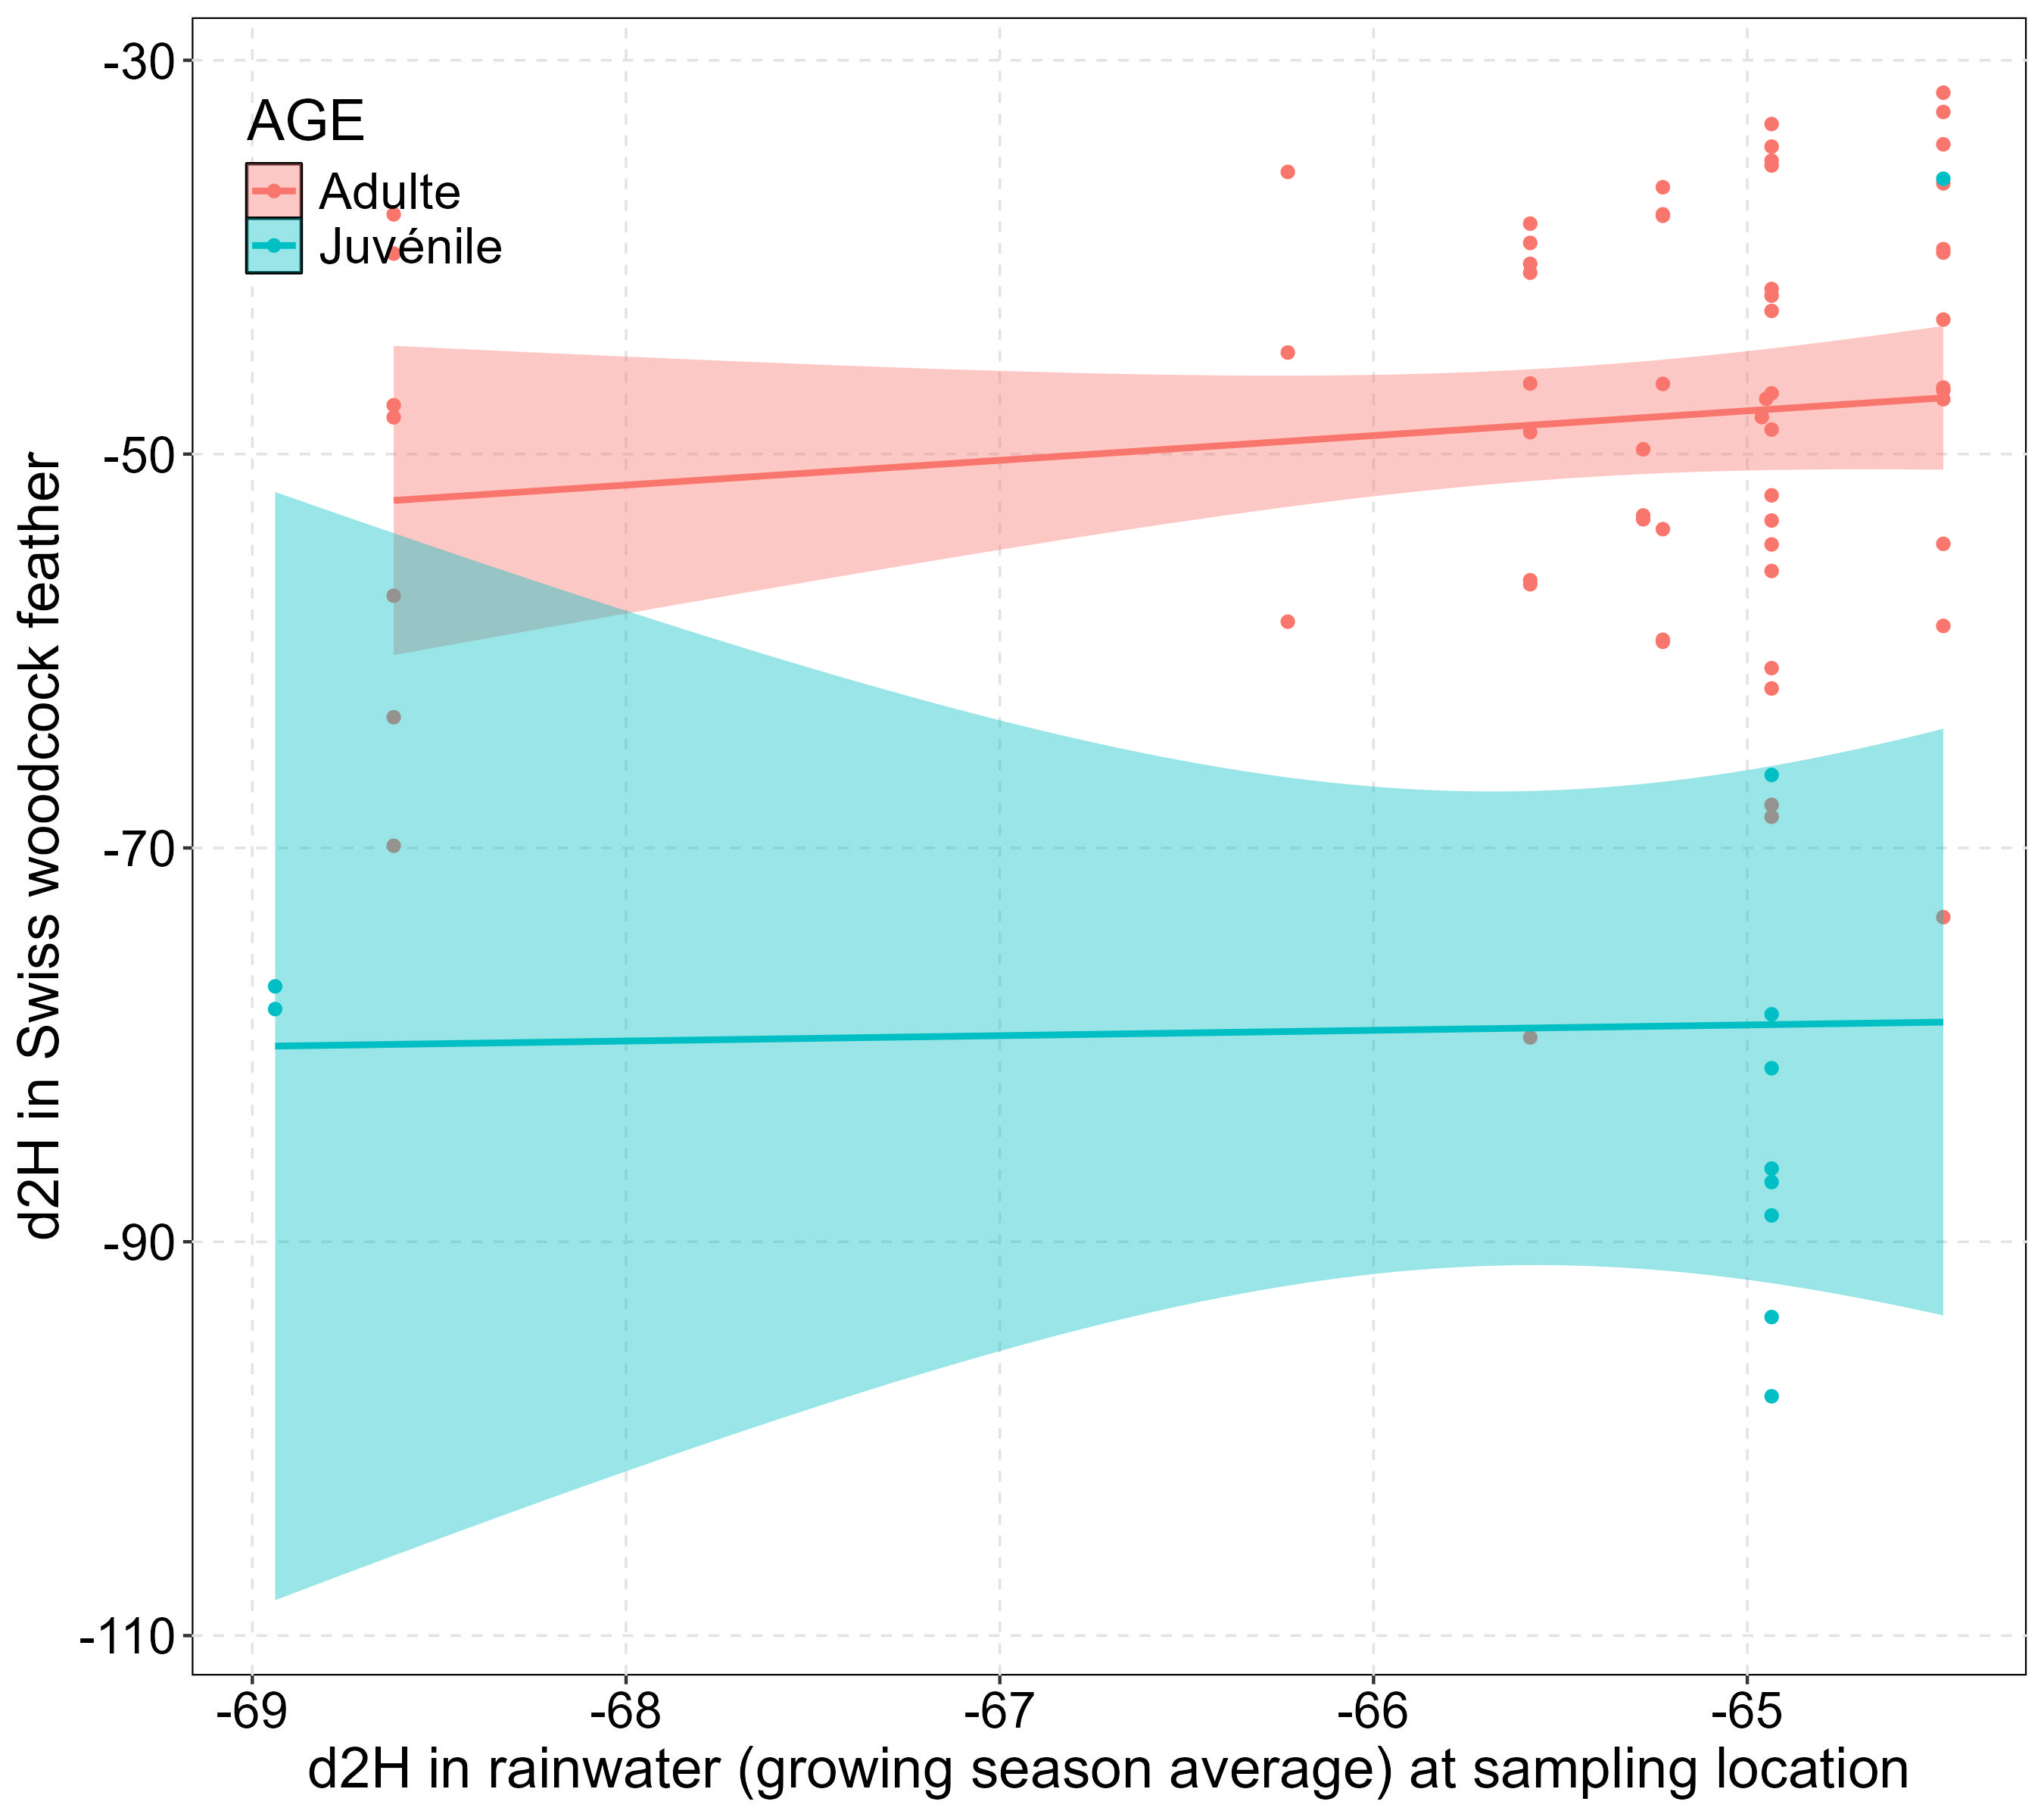 d2H in Swiss woodcock feather
-30
-50
-70
-90
-110
AGE
Adulte
Juvénile
-69 -68 -67 -66 -65
d2H in rainwater (growing season average) at sampling location